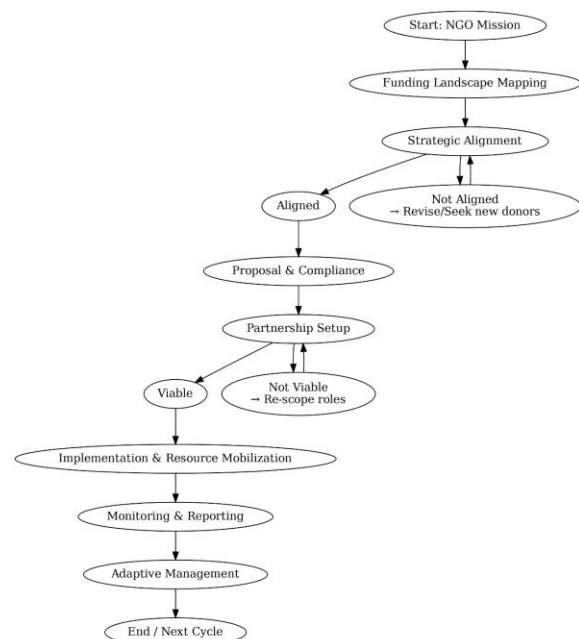 Start: NGO Mission
Funding Landscape Mapping
Strategic Alignment
Aligned
Not Aligned
→ Revise/Seek new donors
Proposal & Compliance
Partnership Setup
Viable
Not Viable
→ Re-scope roles
Implementation & Resource Mobilization
Monitoring & Reporting
Adaptive Management
End / Next Cycle